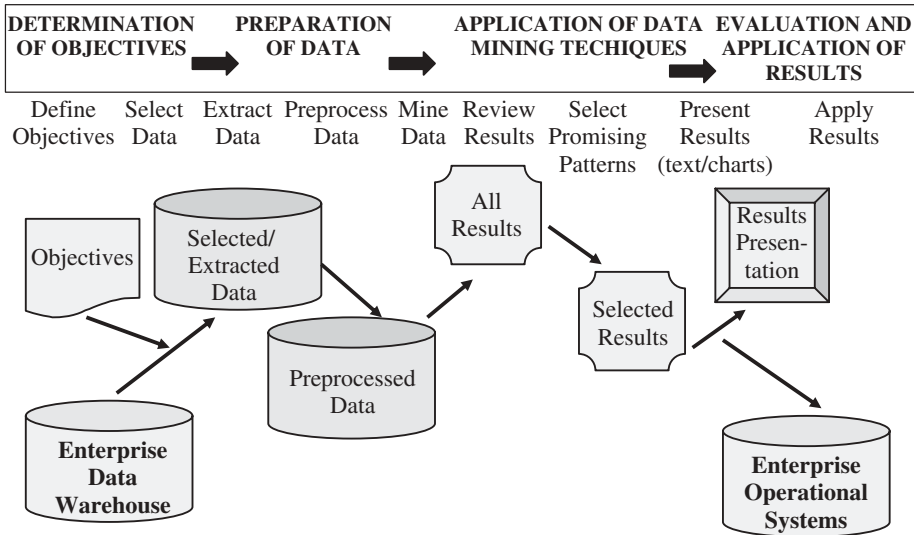 DETERMINATION
OF OBJECTIVES
PREPARATION
OF DATA
APPLICATION OF DATA
MINING TECHIQUES
EVALUATION AND
APPLICATION OF
RESULTS
Define
Objectives
Select
Data
Extract
Data
Preprocess
Data
Mine
Data
Review
Results
Select
Promising
Patterns
Present
Results
(text/charts)
Apply
Results
Objectives
Selected/
Extracted
Data
All
Results
Results
Presen-
tation
Selected
Results
Preprocessed
Data
Enterprise
Data
Warehouse
Enterprise
Operational
Systems